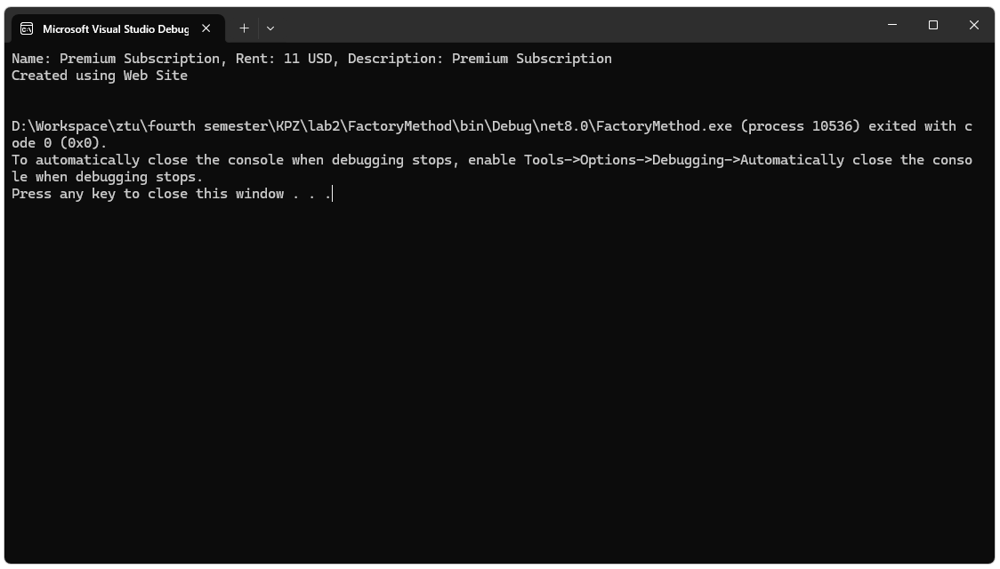 Microsoft Visual Studio Debug
Name: Premium Subscription, Rent: 11 USD, Description: Premium Subscription
Created using Web Site
D:\Workspace\ztu\fourth semester\KPZ\lab2\FactoryMethod\bin\Debug\net8.0\FactoryMethod.exe (process 10536) exited with c
ode 0 (0x0).
To automatically close the console when debugging stops, enable Tools->Options->Debugging->Automatically close the conso
le when debugging stops.
Press any key to close this window . . .